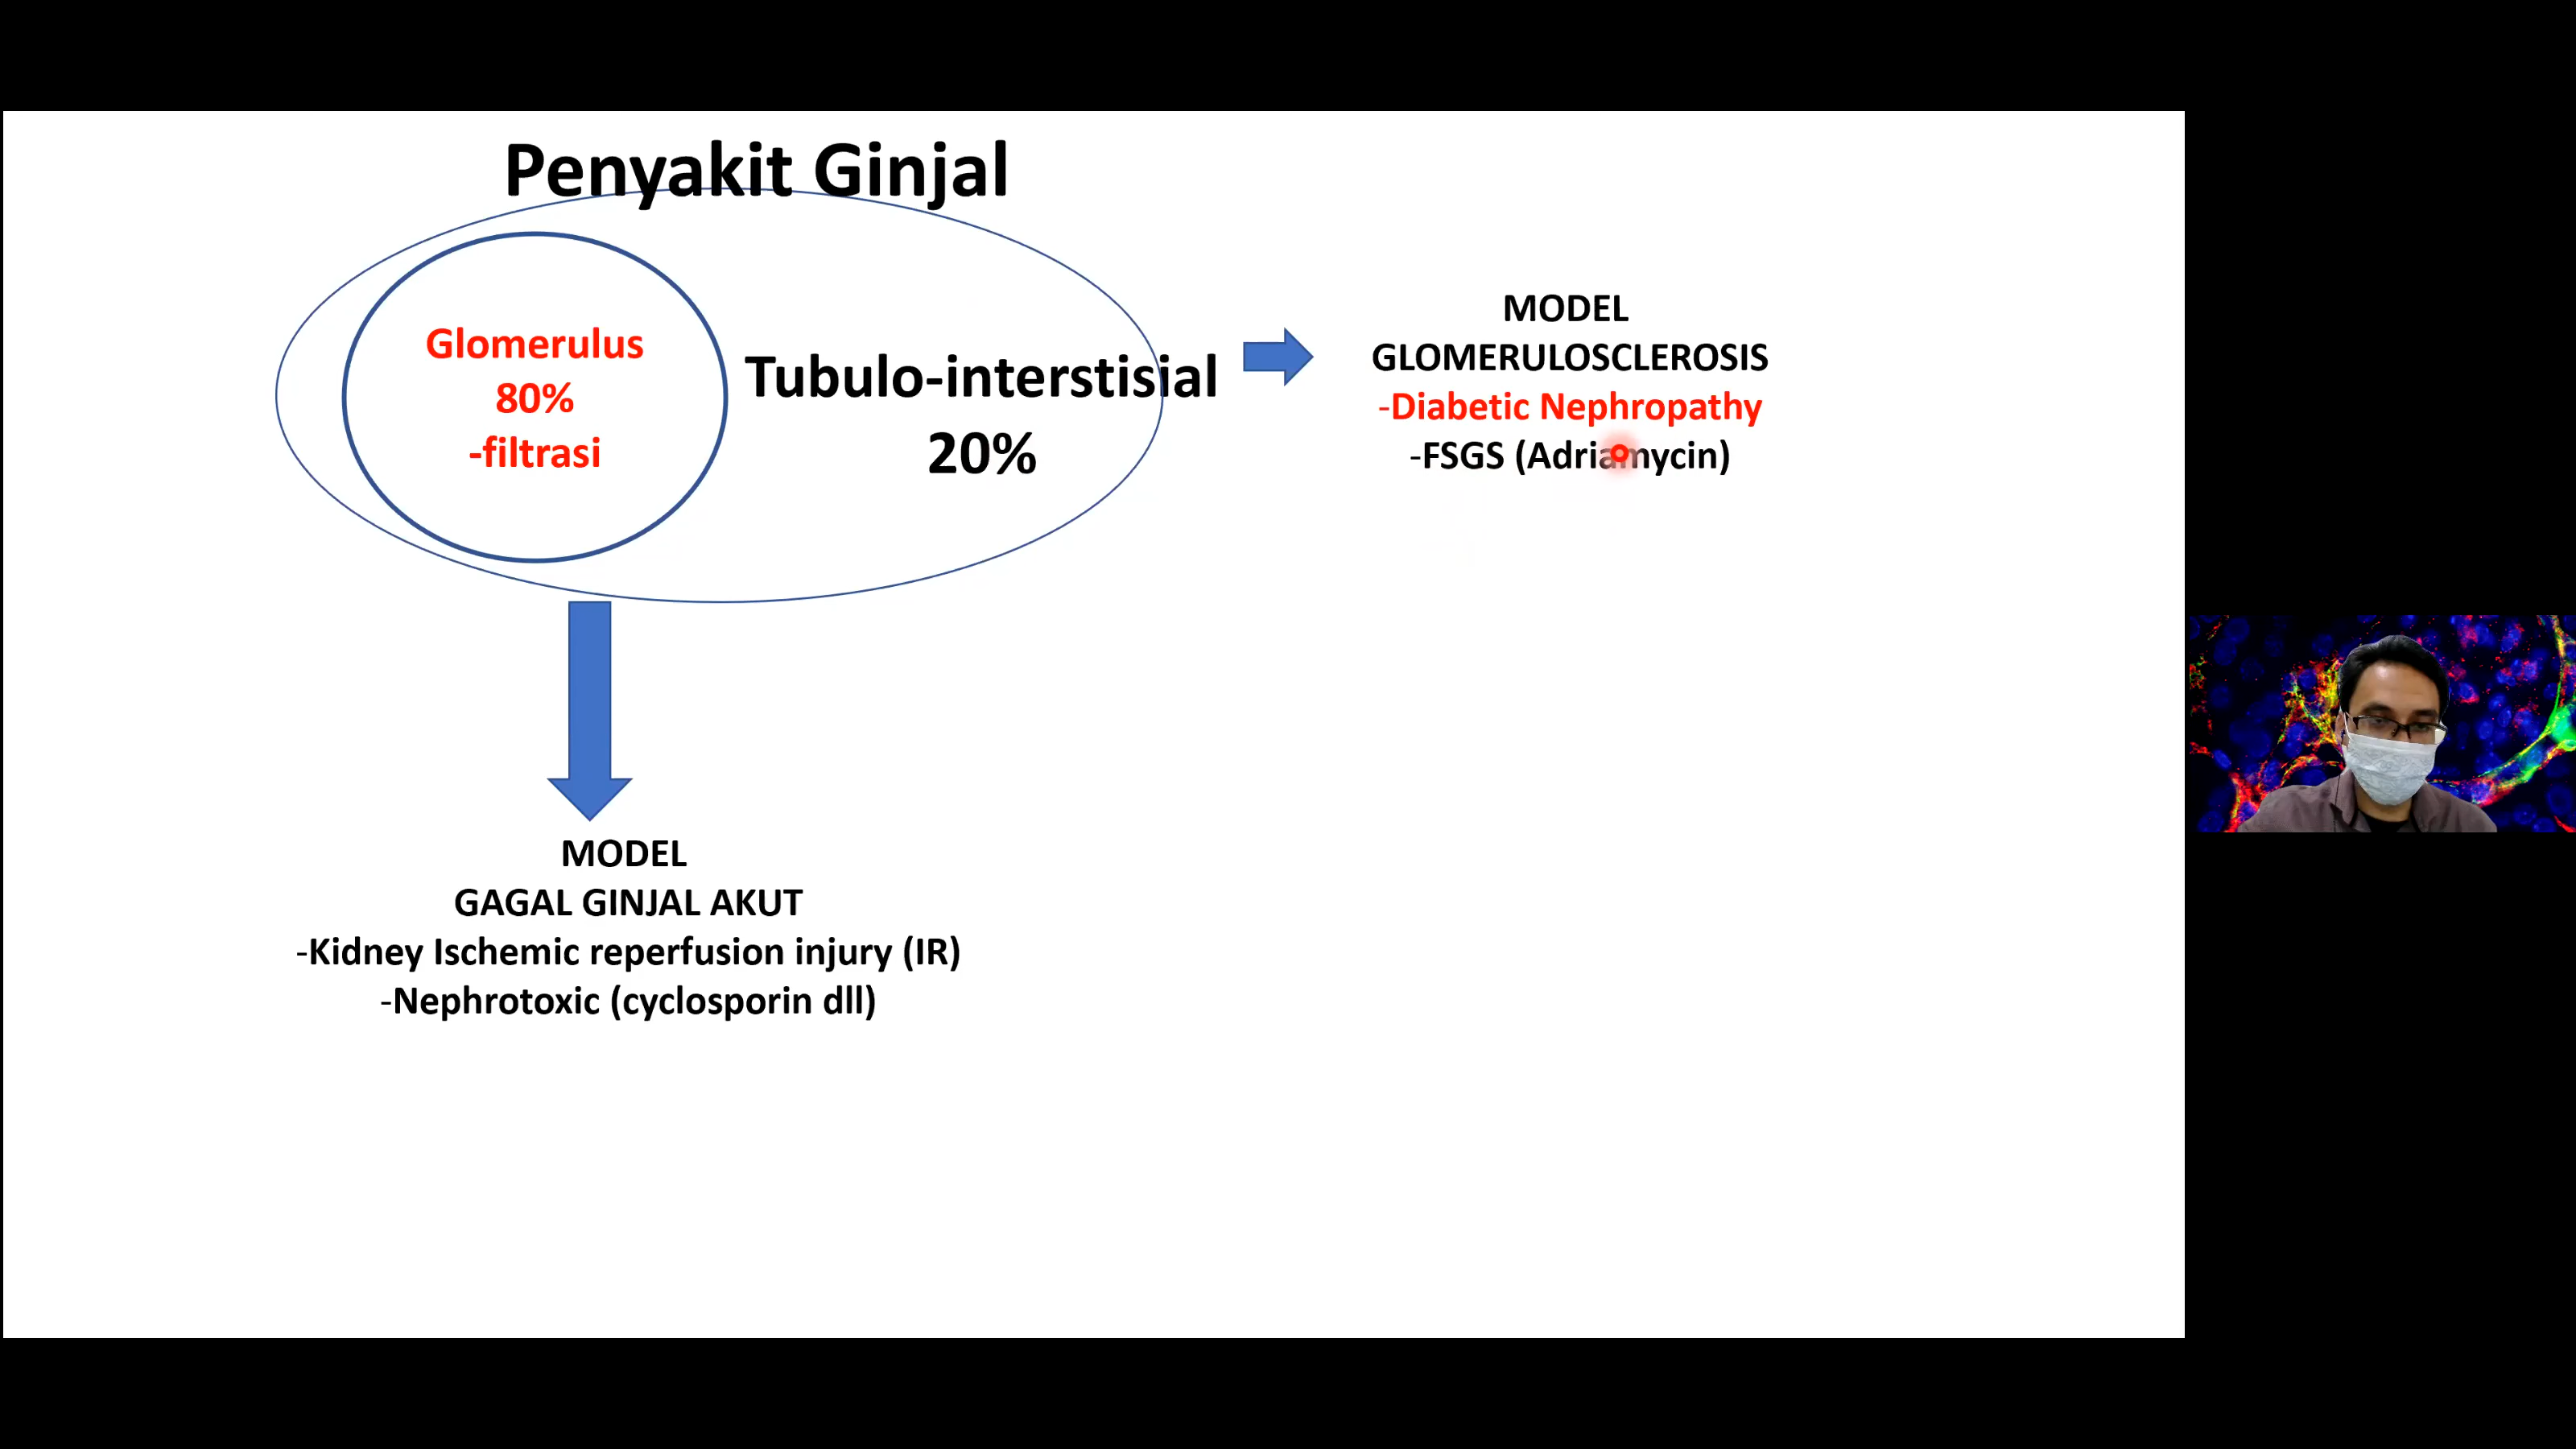 Penyakit Ginjal
Glomerulus
80%
-filtrasi
Tubulo-interstisial
20%
MODEL
GLOMERULOSCLEROSIS
-Diabetic Nephropathy
-FSGS (Adriamycin)
MODEL
GAGAL GINJAL AKUT
-Kidney Ischemic reperfusion injury (IR)
-Nephrotoxic (cyclosporin dll)